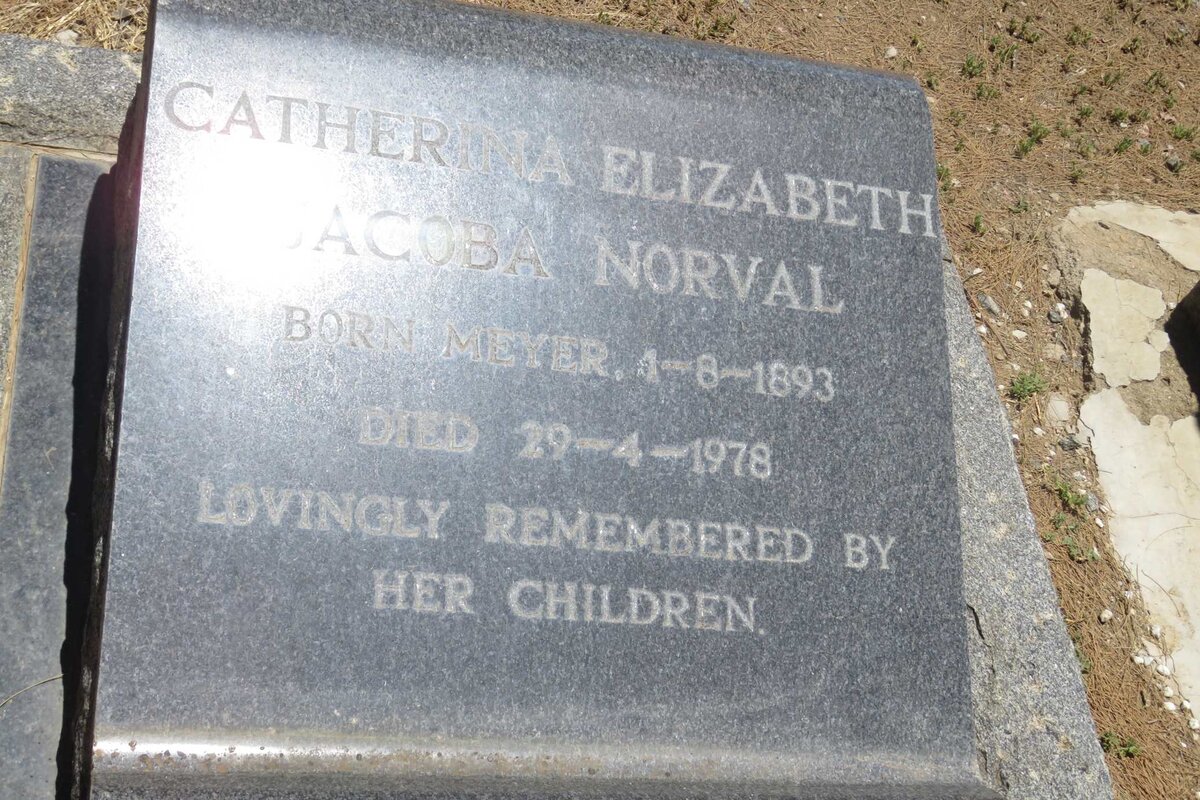 CATHERINA ELIZABETH
JACOBA NORVAL
BORN MEYER. 1-8-1893
DIED 29-4-1978
LOVINGLY REMEMBERED BY
HER CHILDREN.